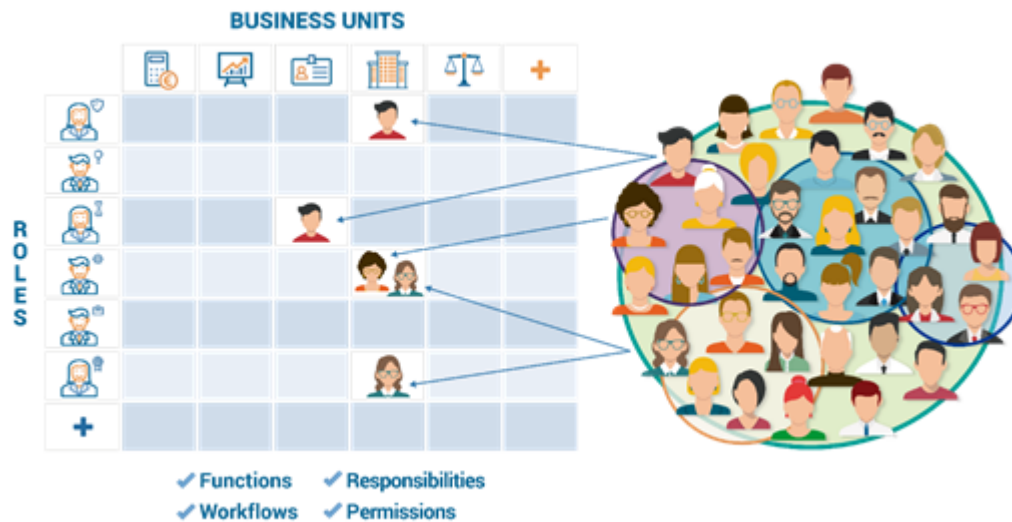 BUSINESS UNITS
ROLES
Functions
Responsibilities
Workflows
Permissions